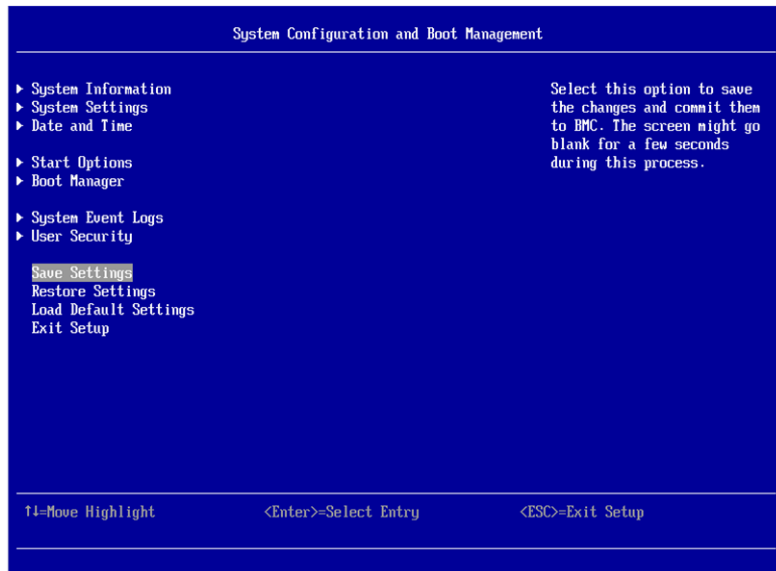 System Configuration and Boot Management
▶ System Information
▶ System Settings
▶ Date and Time
▶ Start Options
▶ Boot Manager
▶ System Event Logs
▶ User Security
Save Settings
Restore Settings
Load Default Settings
Exit Setup
Select this option to save
the changes and commit them
to BMC. The screen might go
blank for a few seconds
during this process.
↑↓=Move Highlight <Enter>=Select Entry <ESC>=Exit Setup